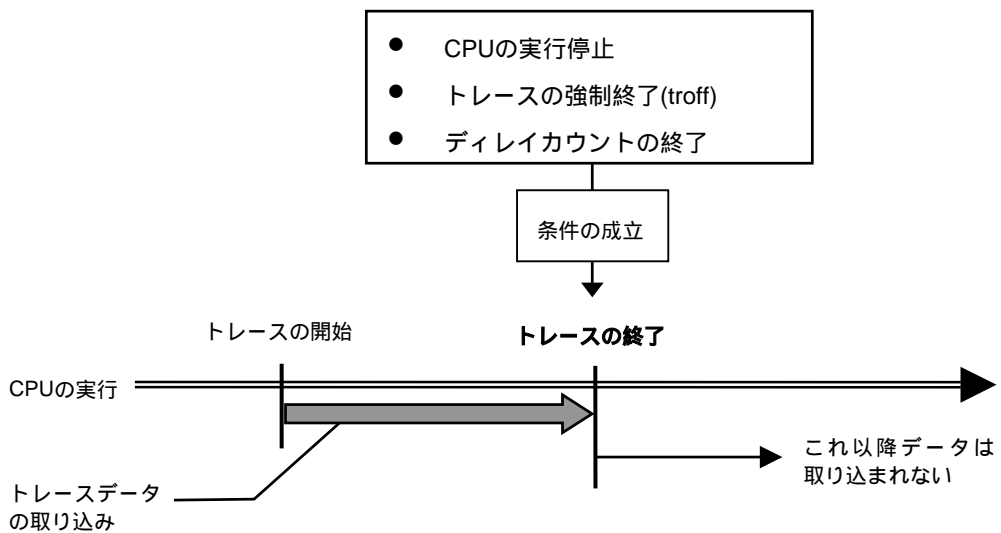 ● CPUの実行停止
● トレースの強制終了(troff)
● ディレイカウントの終了
条件の成立
トレースの開始
トレースの終了
CPUの実行
これ以降データは
取り込まれない
トレースデータ
の取り込み